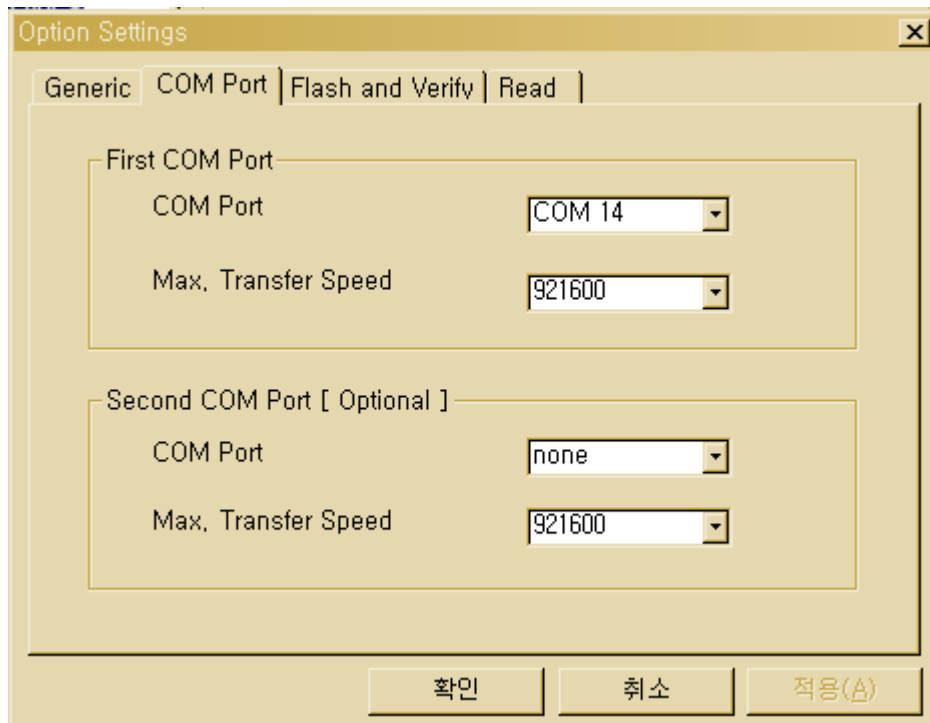 Option Settings
Generic COM Port Flash and Verify Read
First COM Port
COM Port COM 14
Max, Transfer Speed 921600
Second COM Port [ Optional ]
COM Port none
Max, Transfer Speed 921600
확인 취소 적용(A)